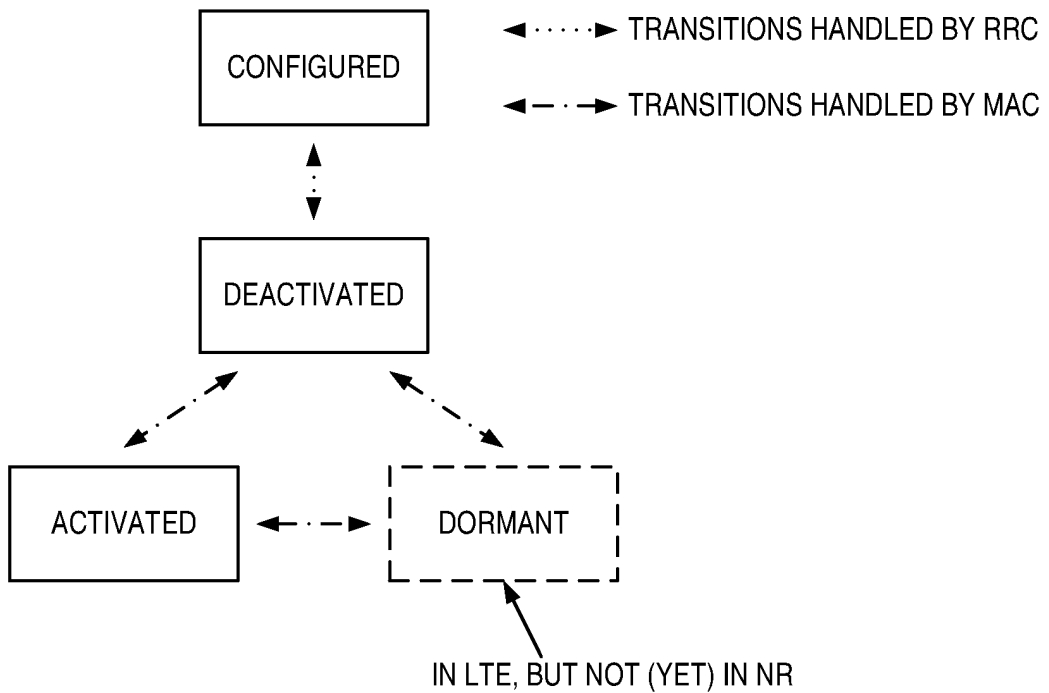 CONFIGURED
TRANSITIONS HANDLED BY RRC
TRANSITIONS HANDLED BY MAC
DEACTIVATED
ACTIVATED
DORMANT
IN LTE, BUT NOT (YET) IN NR